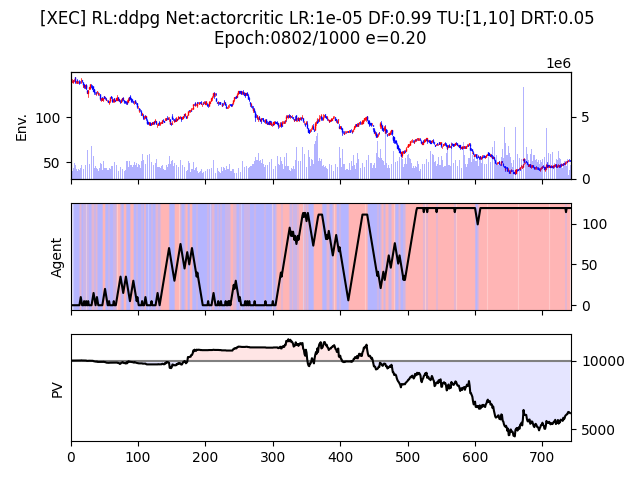 [XEC] RL:ddpg Net:actorcritic LR:1e-05 DF:0.99 TU:[1,10] DRT:0.05
Epoch:0802/1000 e=0.20
1e6
Env.
100
50
5
0
Agent
100
50
0
PV
10000
5000
0 100 200 300 400 500 600 700